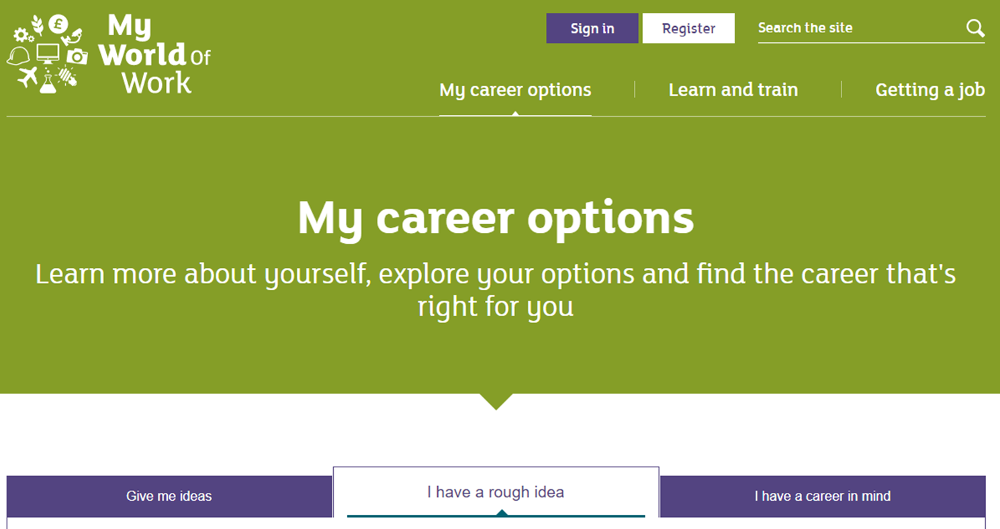 My
World Of
Work
Sign in
Register
Search the site
My career options
Learn and train
Getting a job
My career options
Learn more about yourself, explore your options and find the career that's
right for you
Give me ideas
I have a rough idea
I have a career in mind